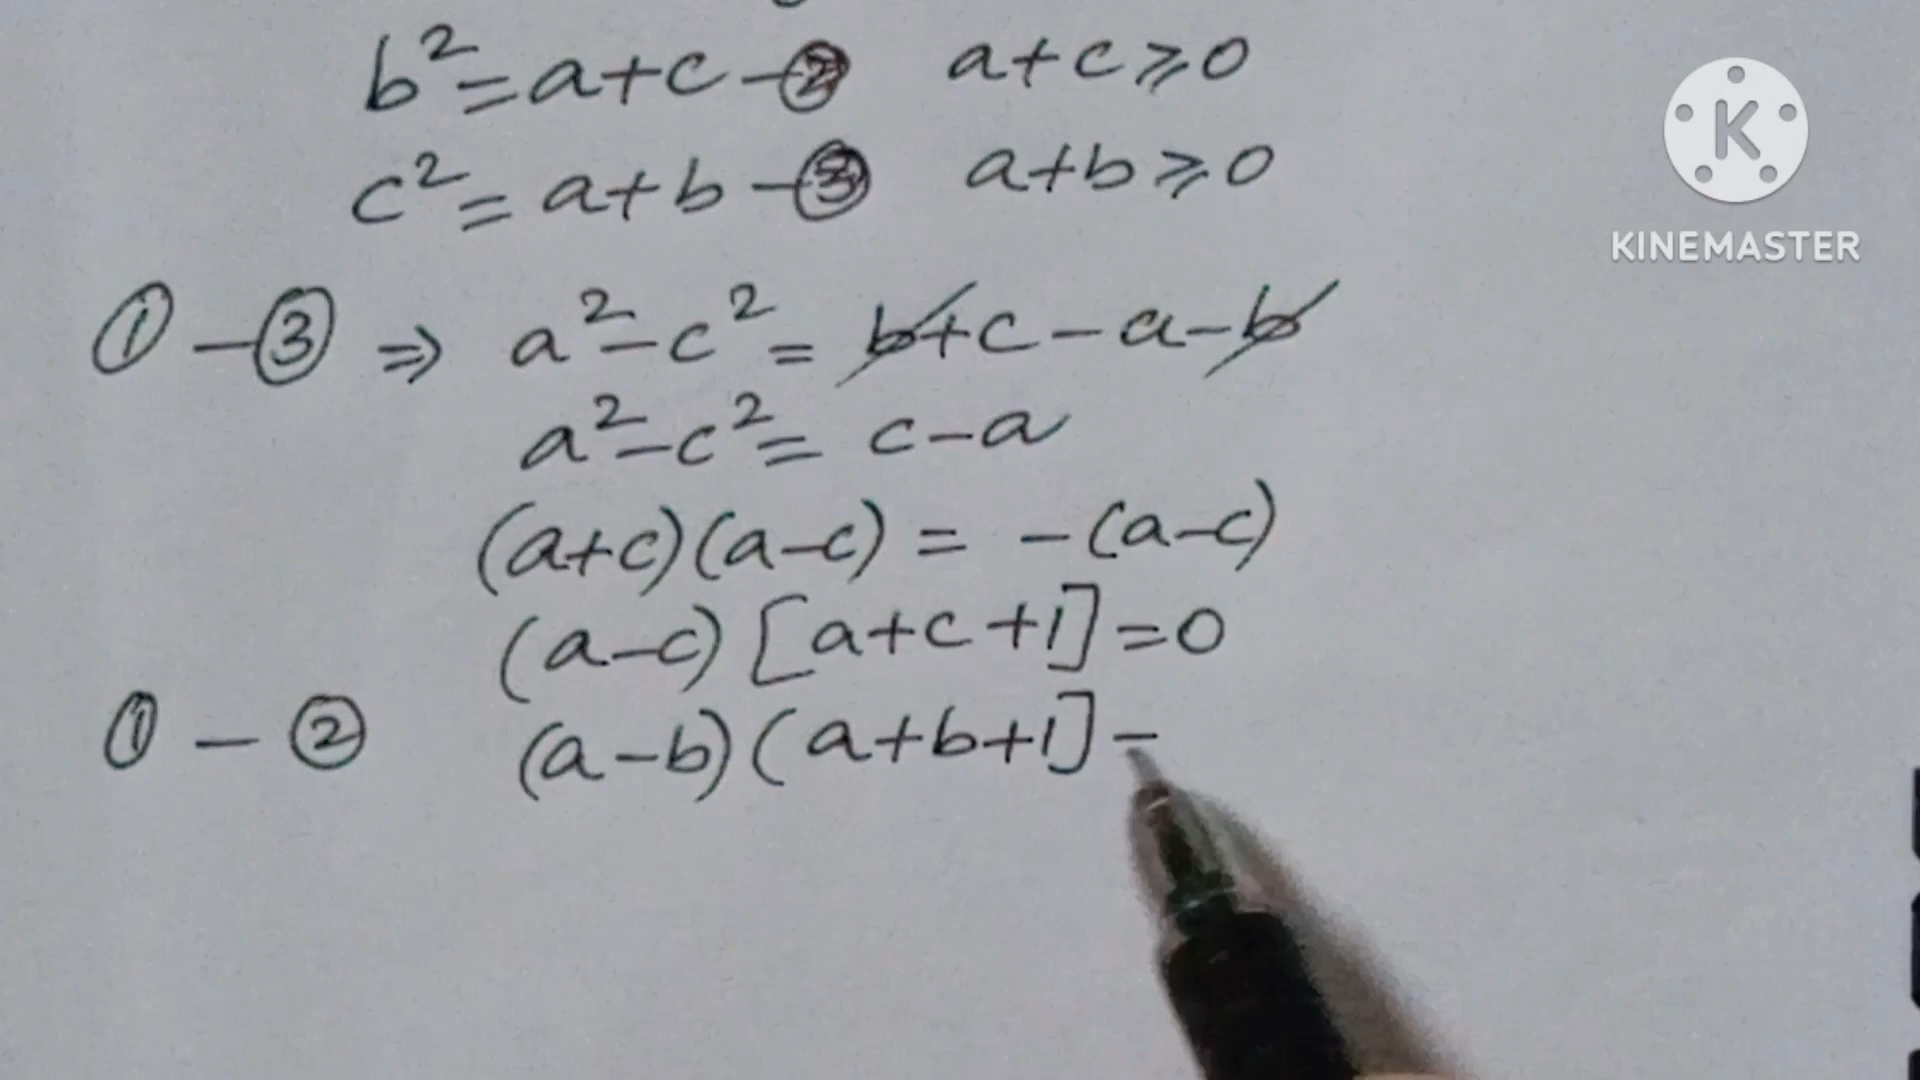 b²=a+c-② a+c⩾0
c²=a+b-③ a+b⩾0
K
KINEMASTER
①-③⇒ a²-c²= b+c-a-b
a²-c²= c-a
(a+c)(a-c) = -(a-c)
(a-c)[a+c+1]=0
①-② (a-b)(a+b+1]-